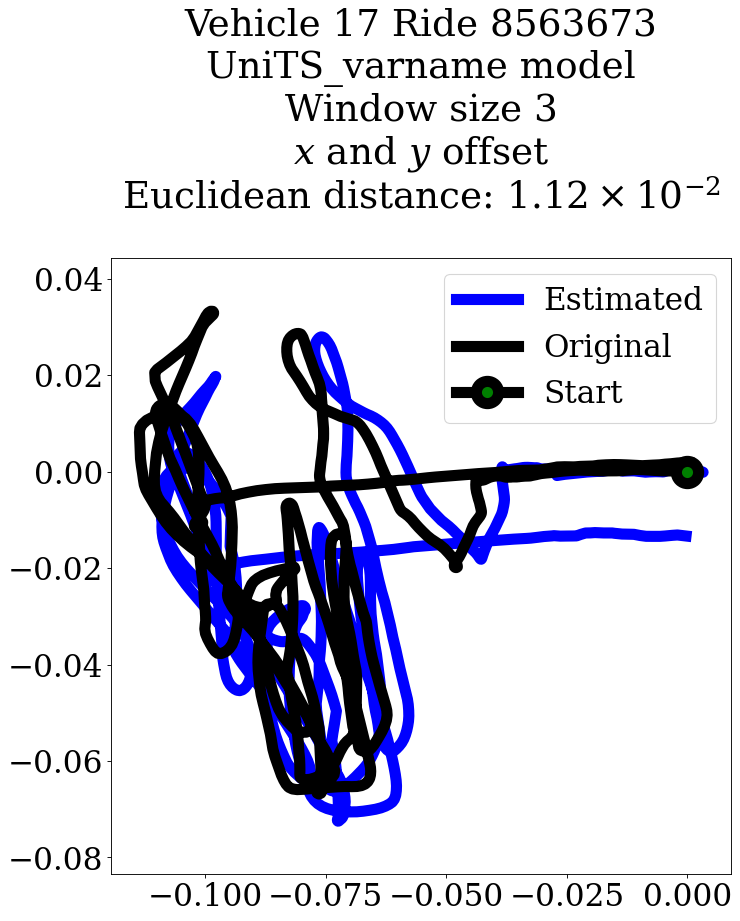 Vehicle 17 Ride 8563673
UniTS_varname model
Window size 3
x and y offset
Euclidean distance: 1.12 × 10⁻²
Estimated
Original
Start
0.04
0.02
0.00
−0.02
−0.04
−0.06
−0.08
−0.100 −0.075 −0.050 −0.025 0.000